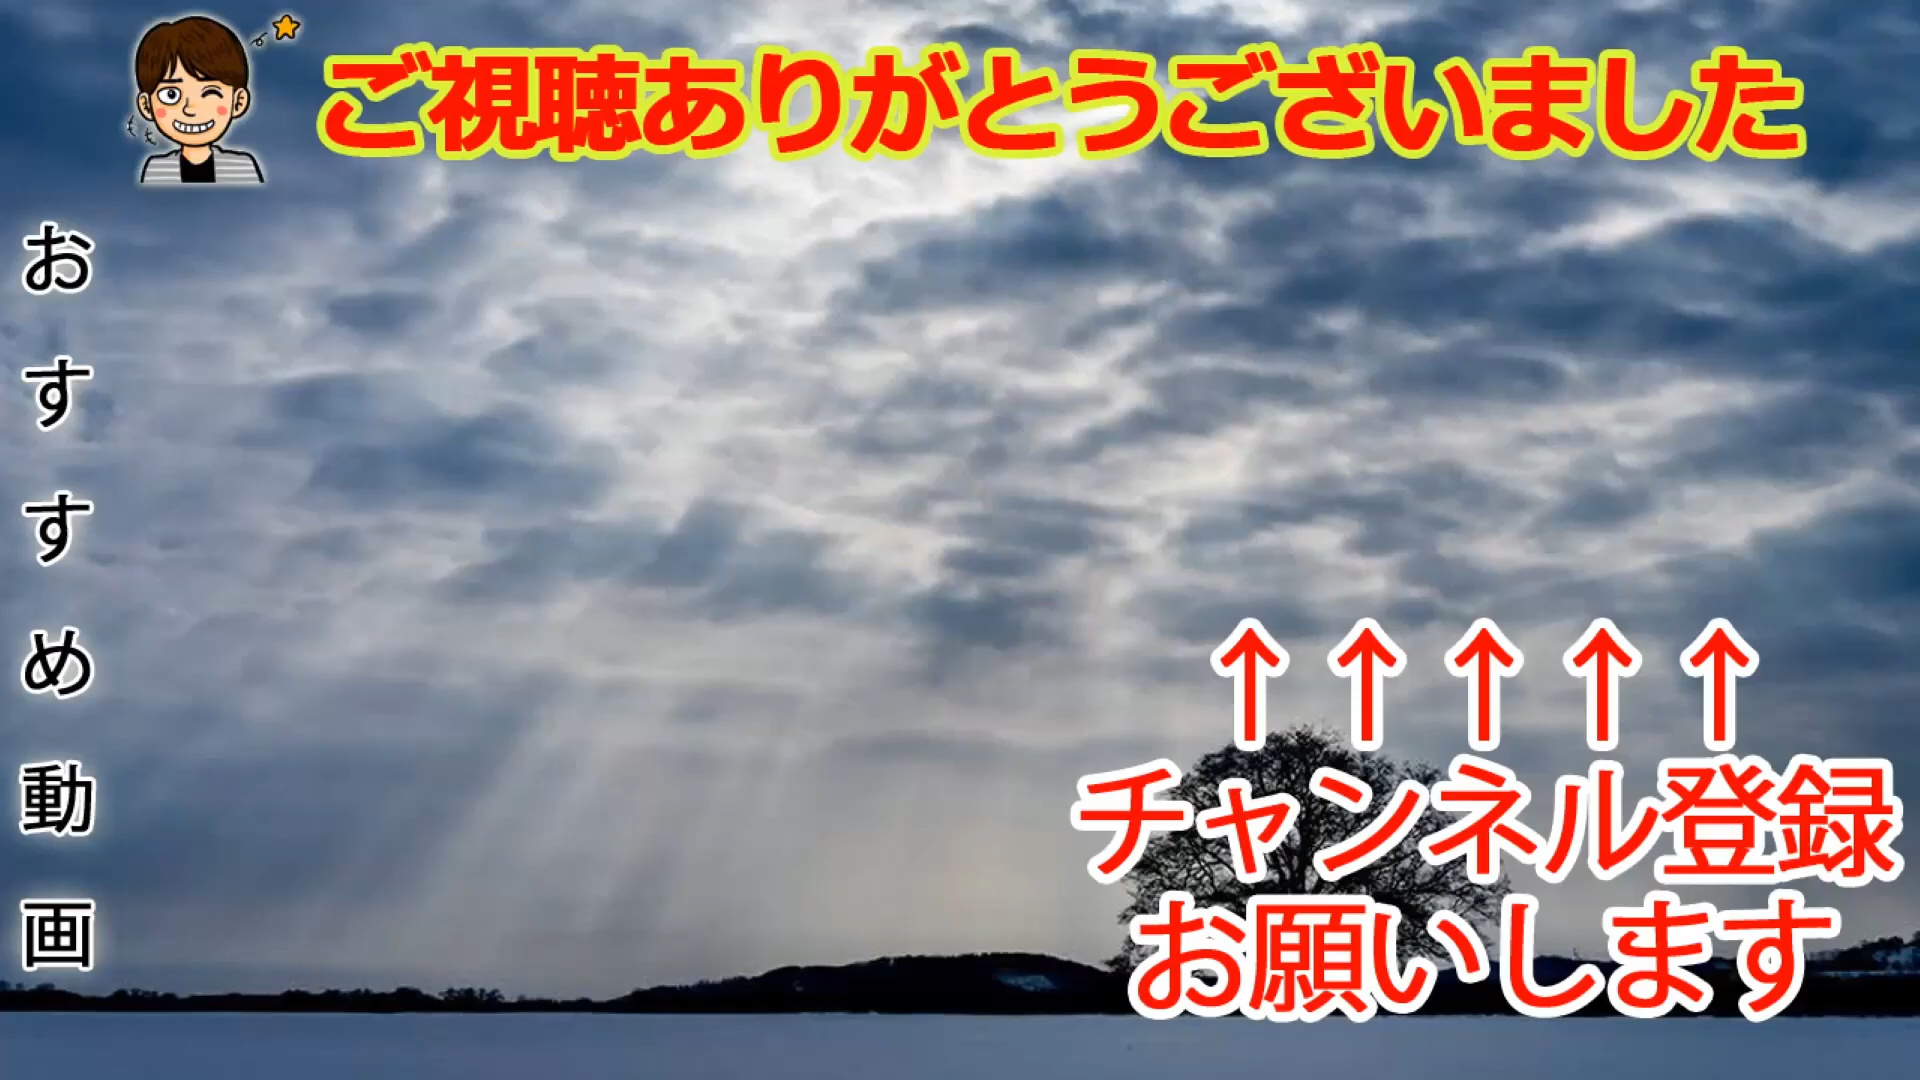 ご視聴ありがとうございました
おすすめ動画
↑↑↑↑↑
チャンネル登録
お願いします